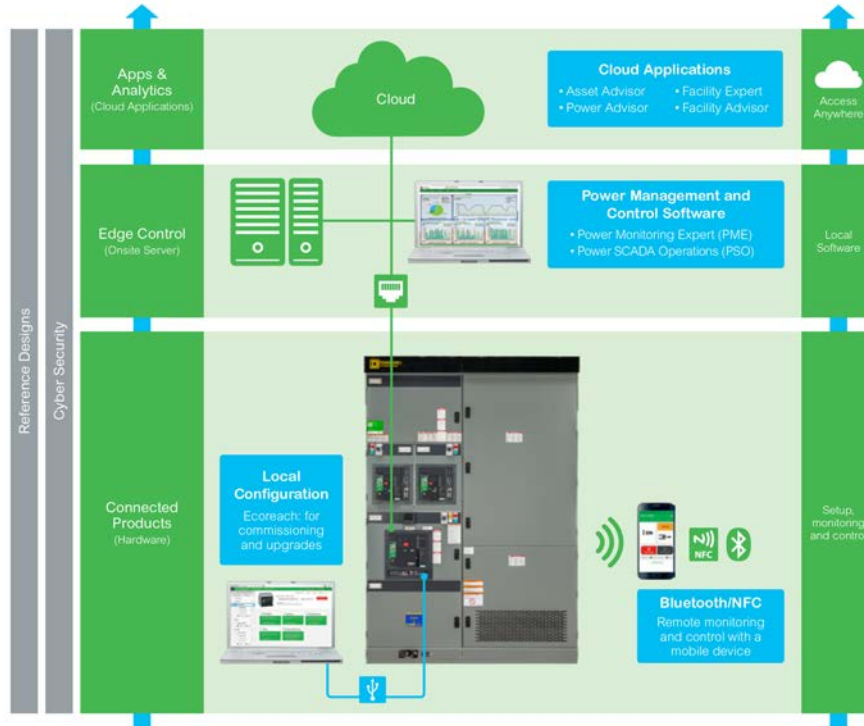 Reference Designs
Cyber Security
Apps &
Analytics
(Cloud Applications)
Cloud
Cloud Applications
• Asset Advisor
• Facility Expert
• Power Advisor
• Facility Advisor
Access
Anywhere
Edge Control
(Onsite Server)
Power Management and
Control Software
• Power Monitoring Expert (PME)
• Power SCADA Operations (PSO)
Local
Software
Connected
Products
(Hardware)
Local
Configuration
Ecoreach: for
commissioning
and upgrades
NFC
Bluetooth/NFC
Remote monitoring
and control with a
mobile device
Setup,
monitoring
and control